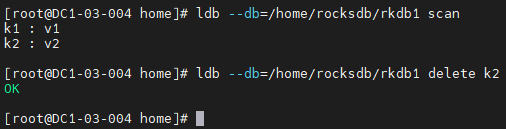 [root@DC1-03-004 home]# ldb --db=/home/rocksdb/rkdb1 scan
k1 : v1
k2 : v2
[root@DC1-03-004 home]# ldb --db=/home/rocksdb/rkdb1 delete k2
OK
[root@DC1-03-004 home]#